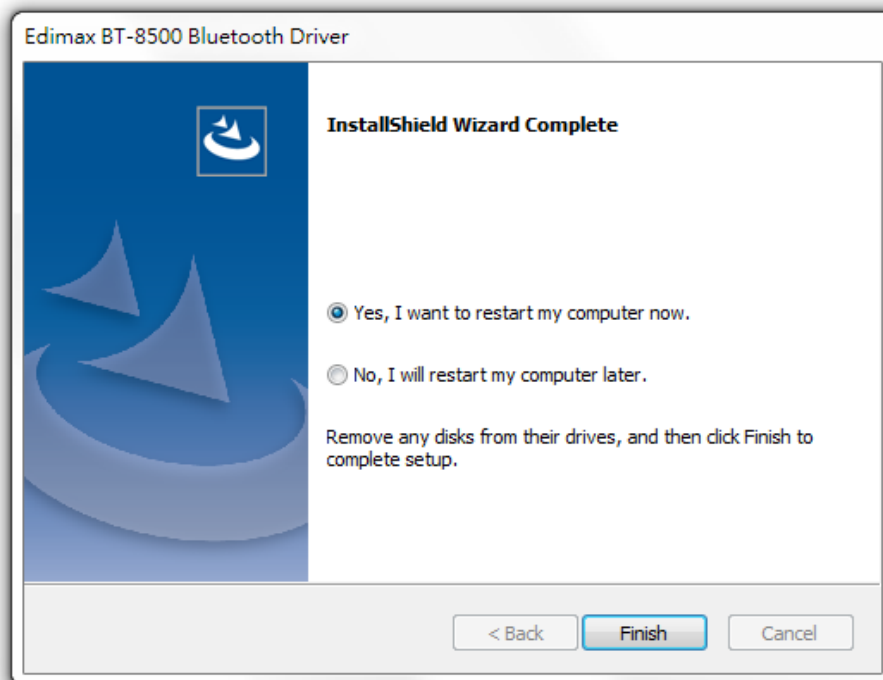 Edimax BT-8500 Bluetooth Driver
InstallShield Wizard Complete
Yes, I want to restart my computer now.
No, I will restart my computer later.
Remove any disks from their drives, and then click Finish to
complete setup.
< Back
Finish
Cancel